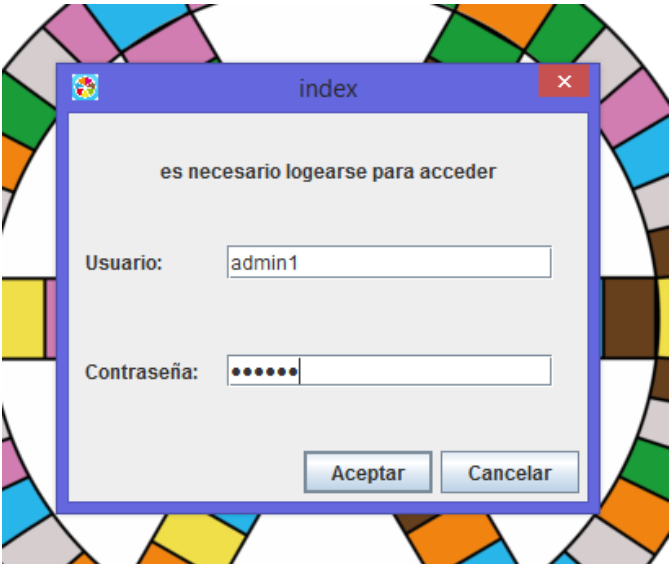 index
es necesario logearse para acceder
Usuario: admin1
Contraseña: ••••••
Aceptar Cancelar